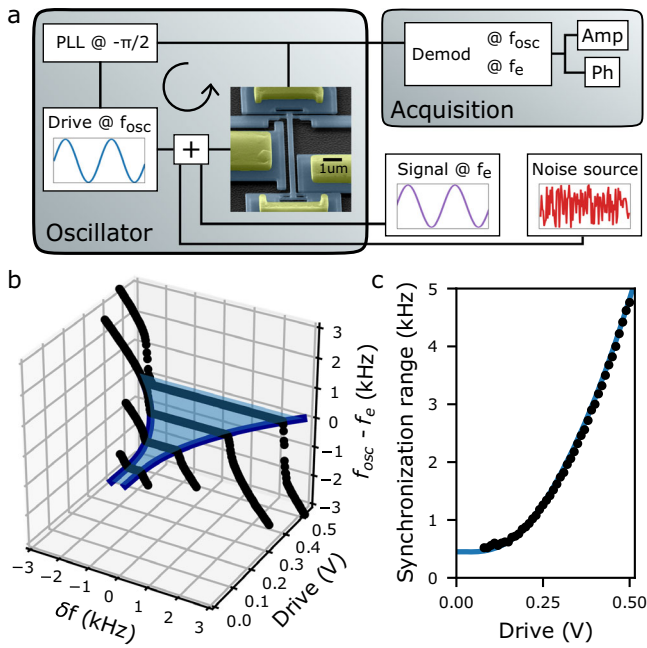 a
PLL @ -π/2
Drive @ f_osc
+
Oscillator
1um
Demod
@ f_osc
@ f_e
Amp
Ph
Acquisition
Signal @ f_e
Noise source
b
3
2
1
0
−1
−2
−3
f_osc - f_e (kHz)
−3
−2
−1
0
1
2
3
δf (kHz)
0.0
0.1
0.2
0.3
0.4
0.5
Drive (V)
c
5
4
3
2
1
0
Synchronization range (kHz)
0.00
0.25
0.50
Drive (V)